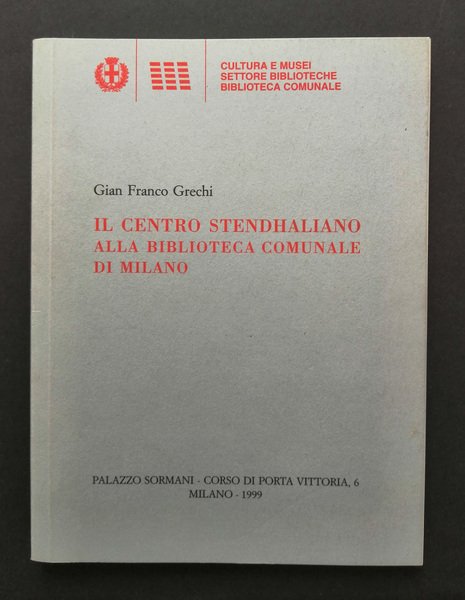 CULTURA E MUSEI
SETTORE BIBLIOTECHE
BIBLIOTECA COMUNALE
Gian Franco Grechi
IL CENTRO STENDHALIANO
ALLA BIBLIOTECA COMUNALE
DI MILANO
PALAZZO SORMANI - CORSO DI PORTA VITTORIA, 6
MILANO - 1999